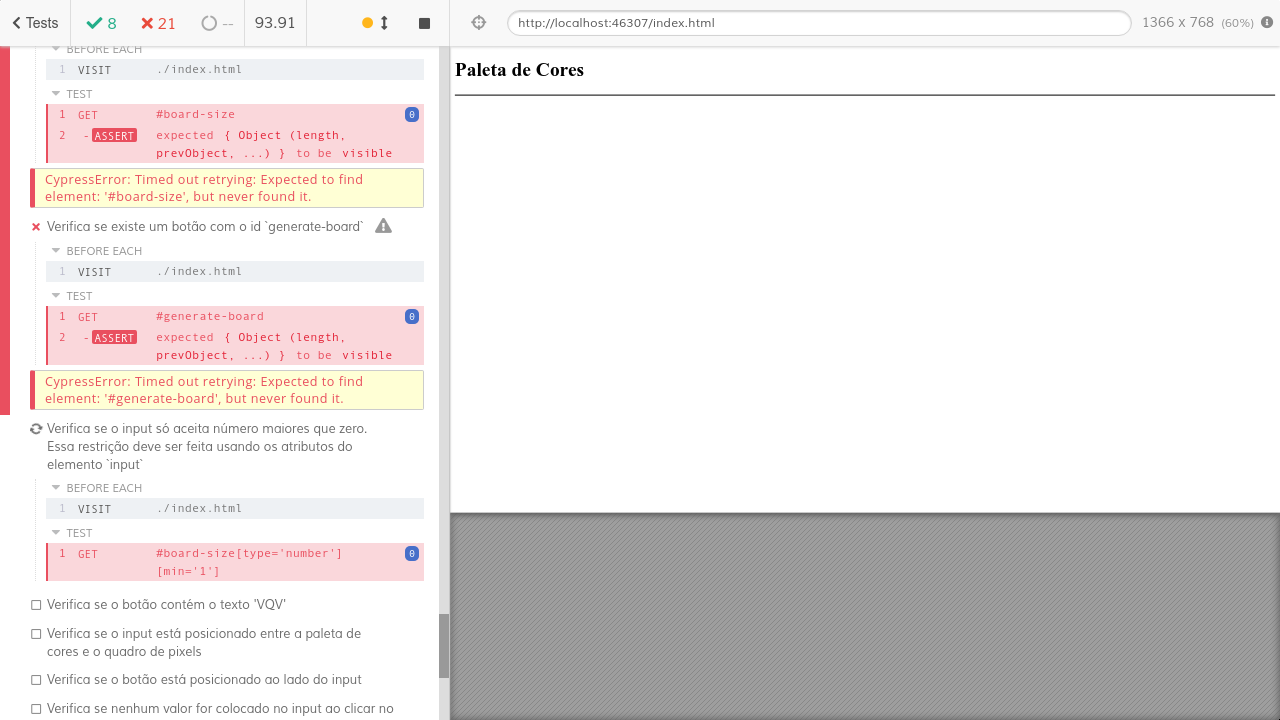 Tests
8
21
--
93.91
http://localhost:46307/index.html
1366 x 768 (60%)
BEFORE EACH
1 VISIT ./index.html
TEST
1 GET #board-size 0
2 -ASSERT expected { Object (length,
prevObject, ...) } to be visible
CypressError: Timed out retrying: Expected to find
element: '#board-size', but never found it.
Verifica se existe um botão com o id `generate-board`
BEFORE EACH
1 VISIT ./index.html
TEST
1 GET #generate-board 0
2 -ASSERT expected { Object (length,
prevObject, ...) } to be visible
CypressError: Timed out retrying: Expected to find
element: '#generate-board', but never found it.
Verifica se o input só aceita número maiores que zero.
Essa restrição deve ser feita usando os atributos do
elemento `input`
BEFORE EACH
1 VISIT ./index.html
TEST
1 GET #board-size[type='number'] 0
[min='1']
Verifica se o botão contém o texto 'VQV'
Verifica se o input está posicionado entre a paleta de
cores e o quadro de pixels
Verifica se o botão está posicionado ao lado do input
Verifica se nenhum valor for colocado no input ao clicar no
Paleta de Cores